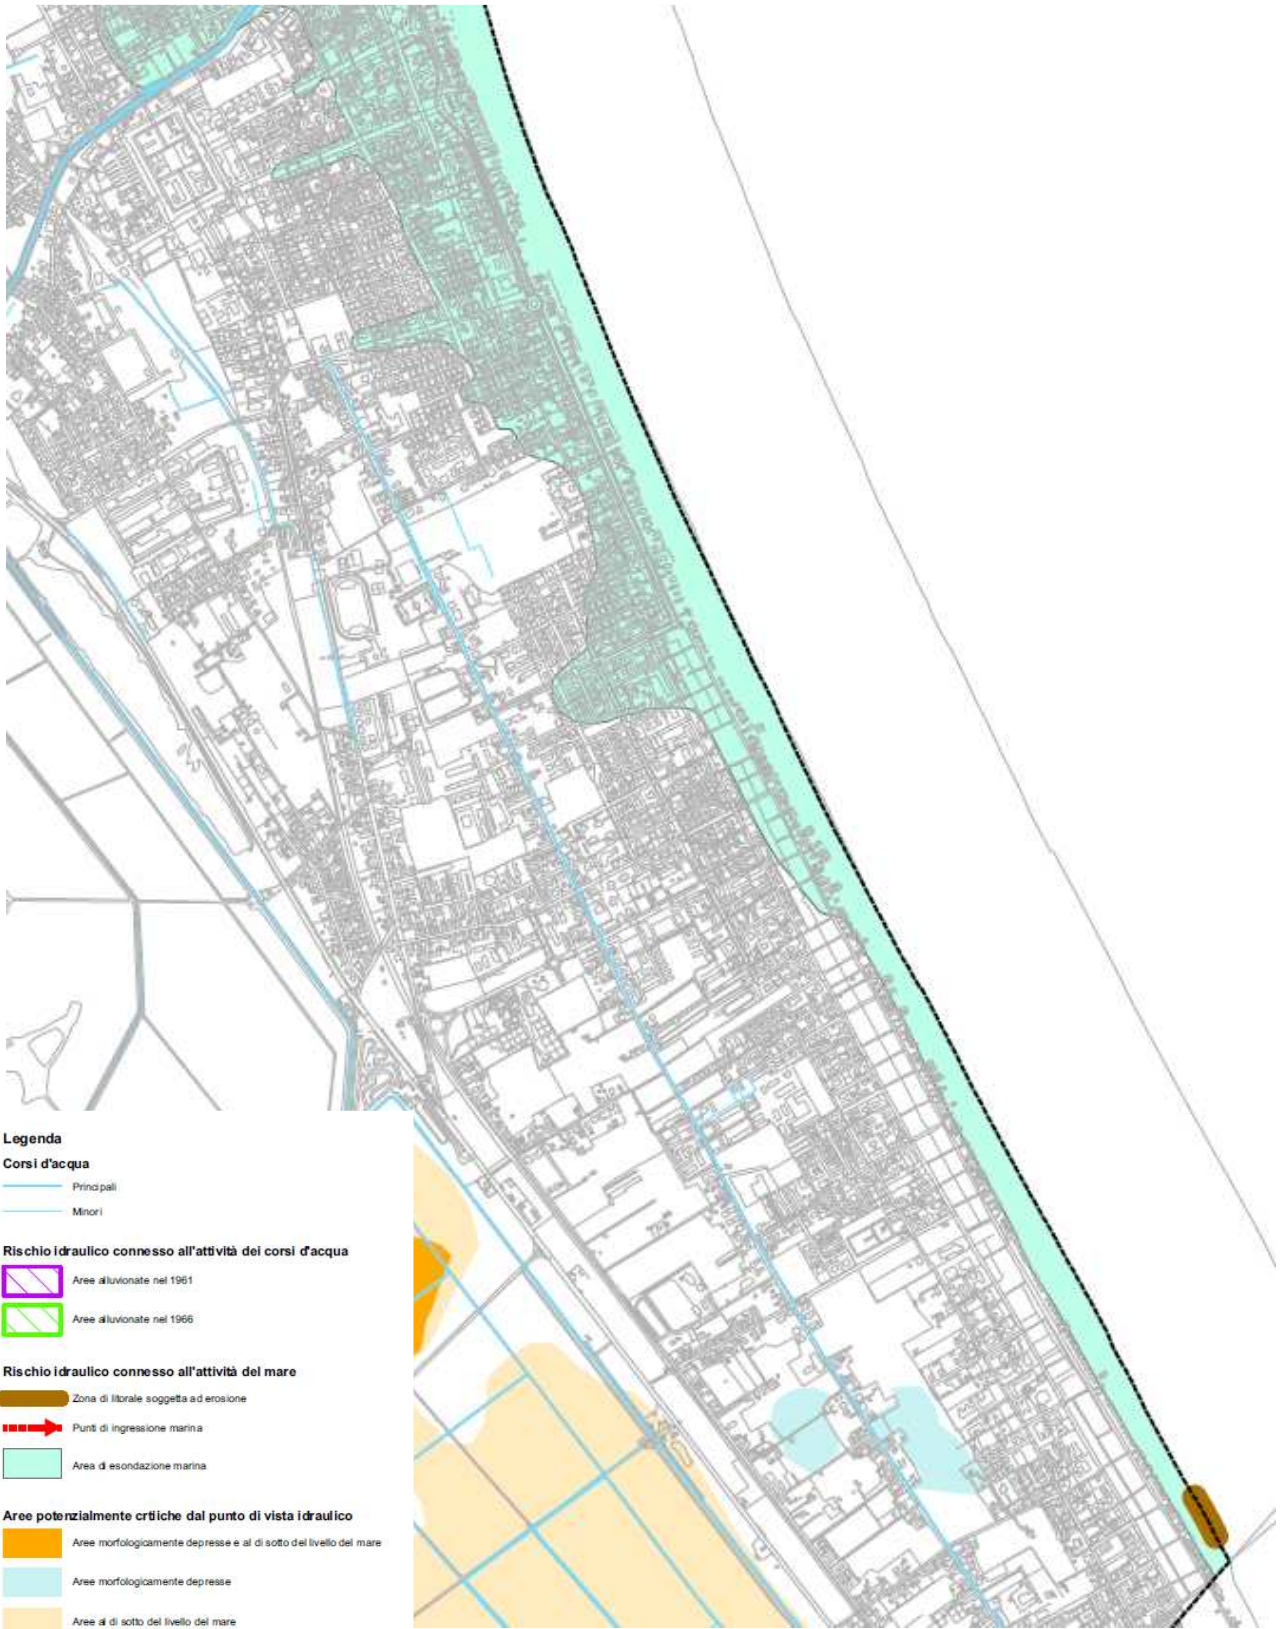 Legenda
Corsi d'acqua
Principali
Minori
Rischio idraulico connesso all'attività dei corsi d'acqua
Aree alluvionate nel 1961
Aree alluvionate nel 1966
Rischio idraulico connesso all'attività del mare
Zona di litorale soggetta ad erosione
Punti di ingressione marina
Area di esondazione marina
Aree potenzialmente crtiiche dal punto di vista idraulico
Aree morfologicamente depresse e al di sotto del livello del mare
Aree morfologicamente depresse
Aree al di sotto del livello del mare